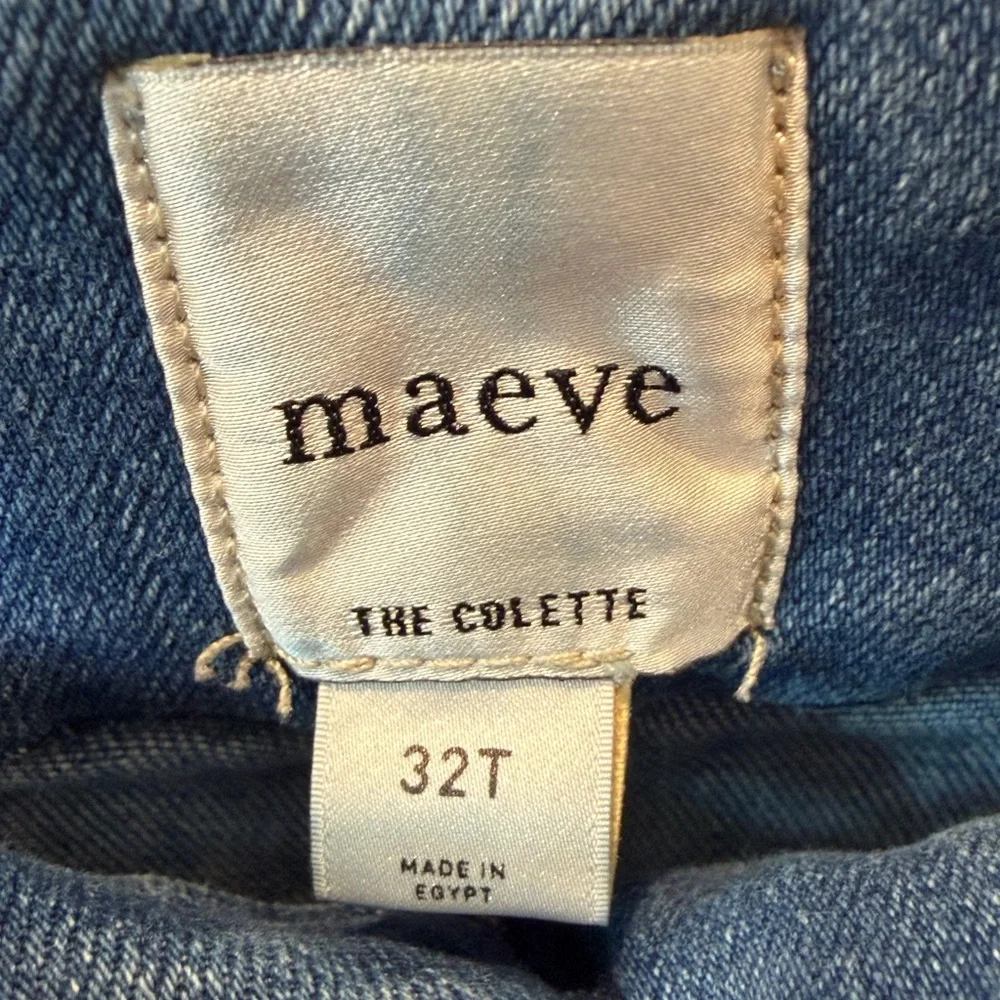 maeve
THE COLETTE
32T
MADE IN
EGYPT